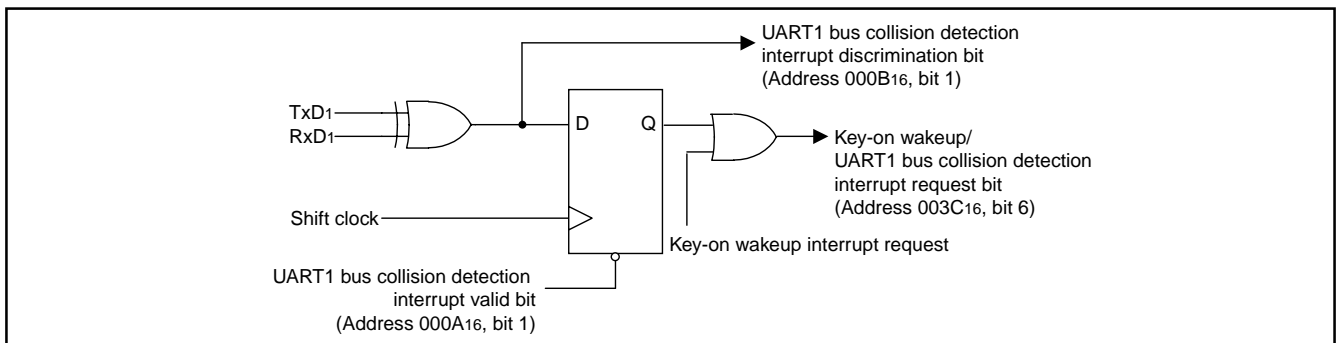 UART1 bus collision detection
interrupt discrimination bit
(Address 000B16, bit 1)
TxD1
RxD1
D
Q
Key-on wakeup/
UART1 bus collision detection
interrupt request bit
(Address 003C16, bit 6)
Shift clock
Key-on wakeup interrupt request
UART1 bus collision detection
interrupt valid bit
(Address 000A16, bit 1)